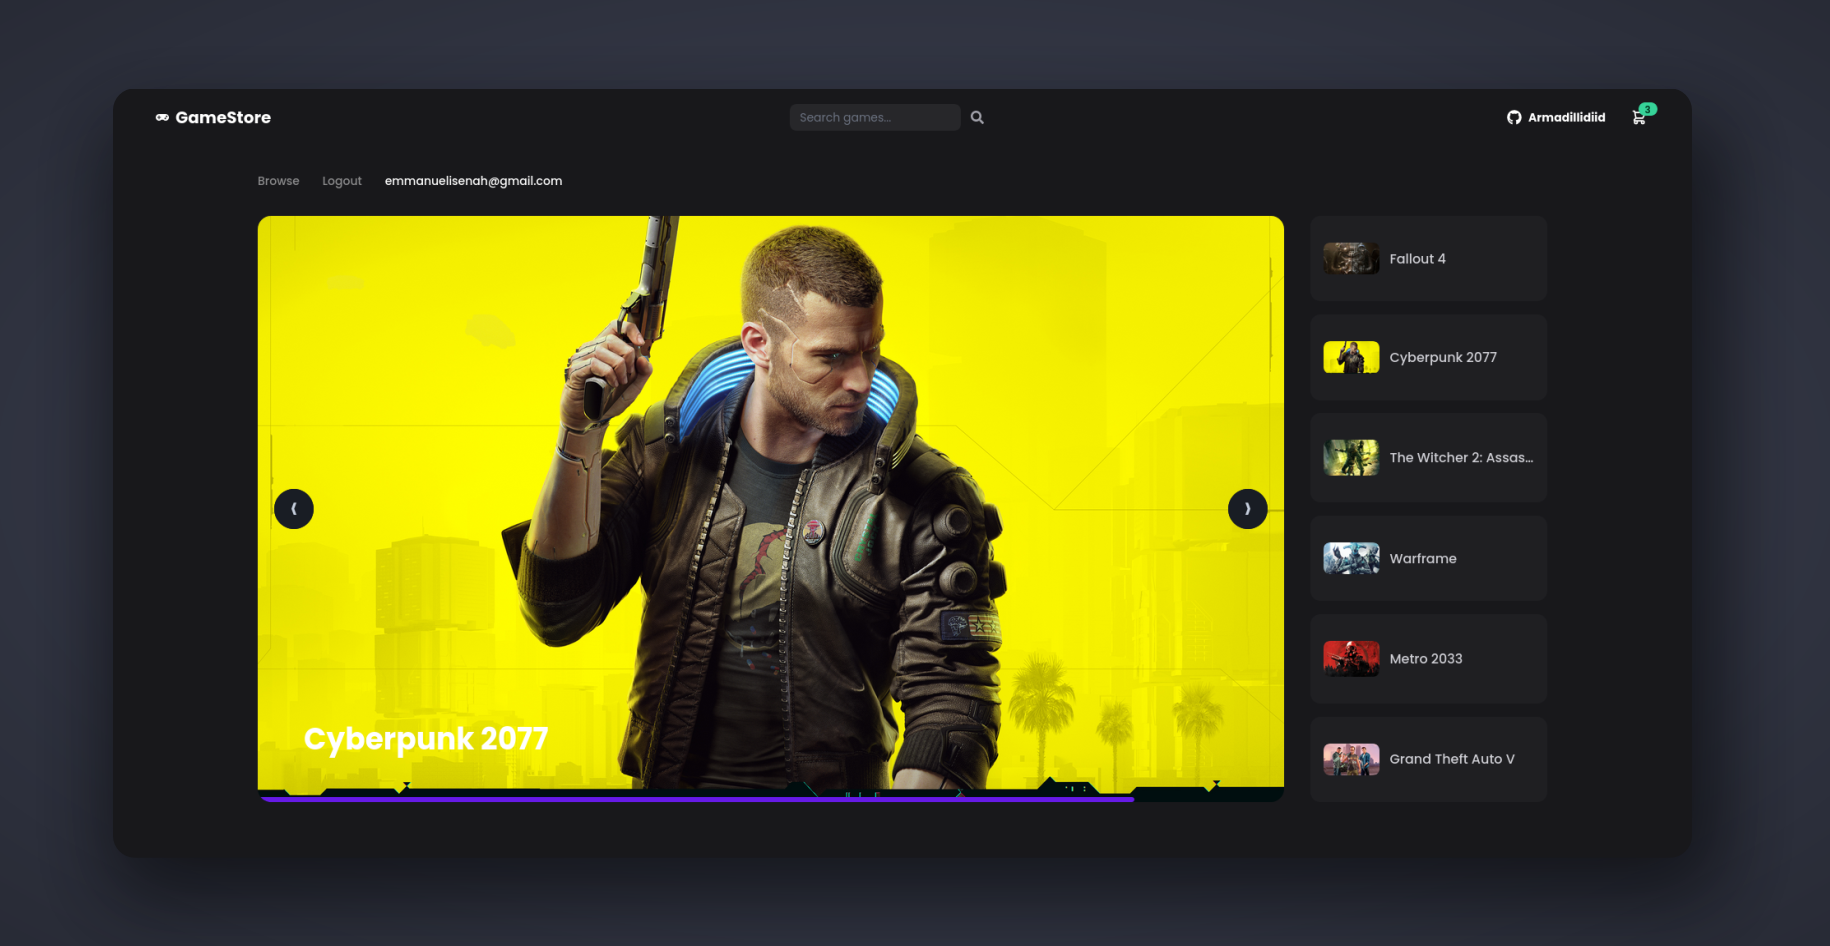 GameStore
Search games...
Armadillidiid
3
Browse
Logout
emmanuelisenah@gmail.com
Cyberpunk 2077
Fallout 4
Cyberpunk 2077
The Witcher 2: Assas...
Warframe
Metro 2033
Grand Theft Auto V